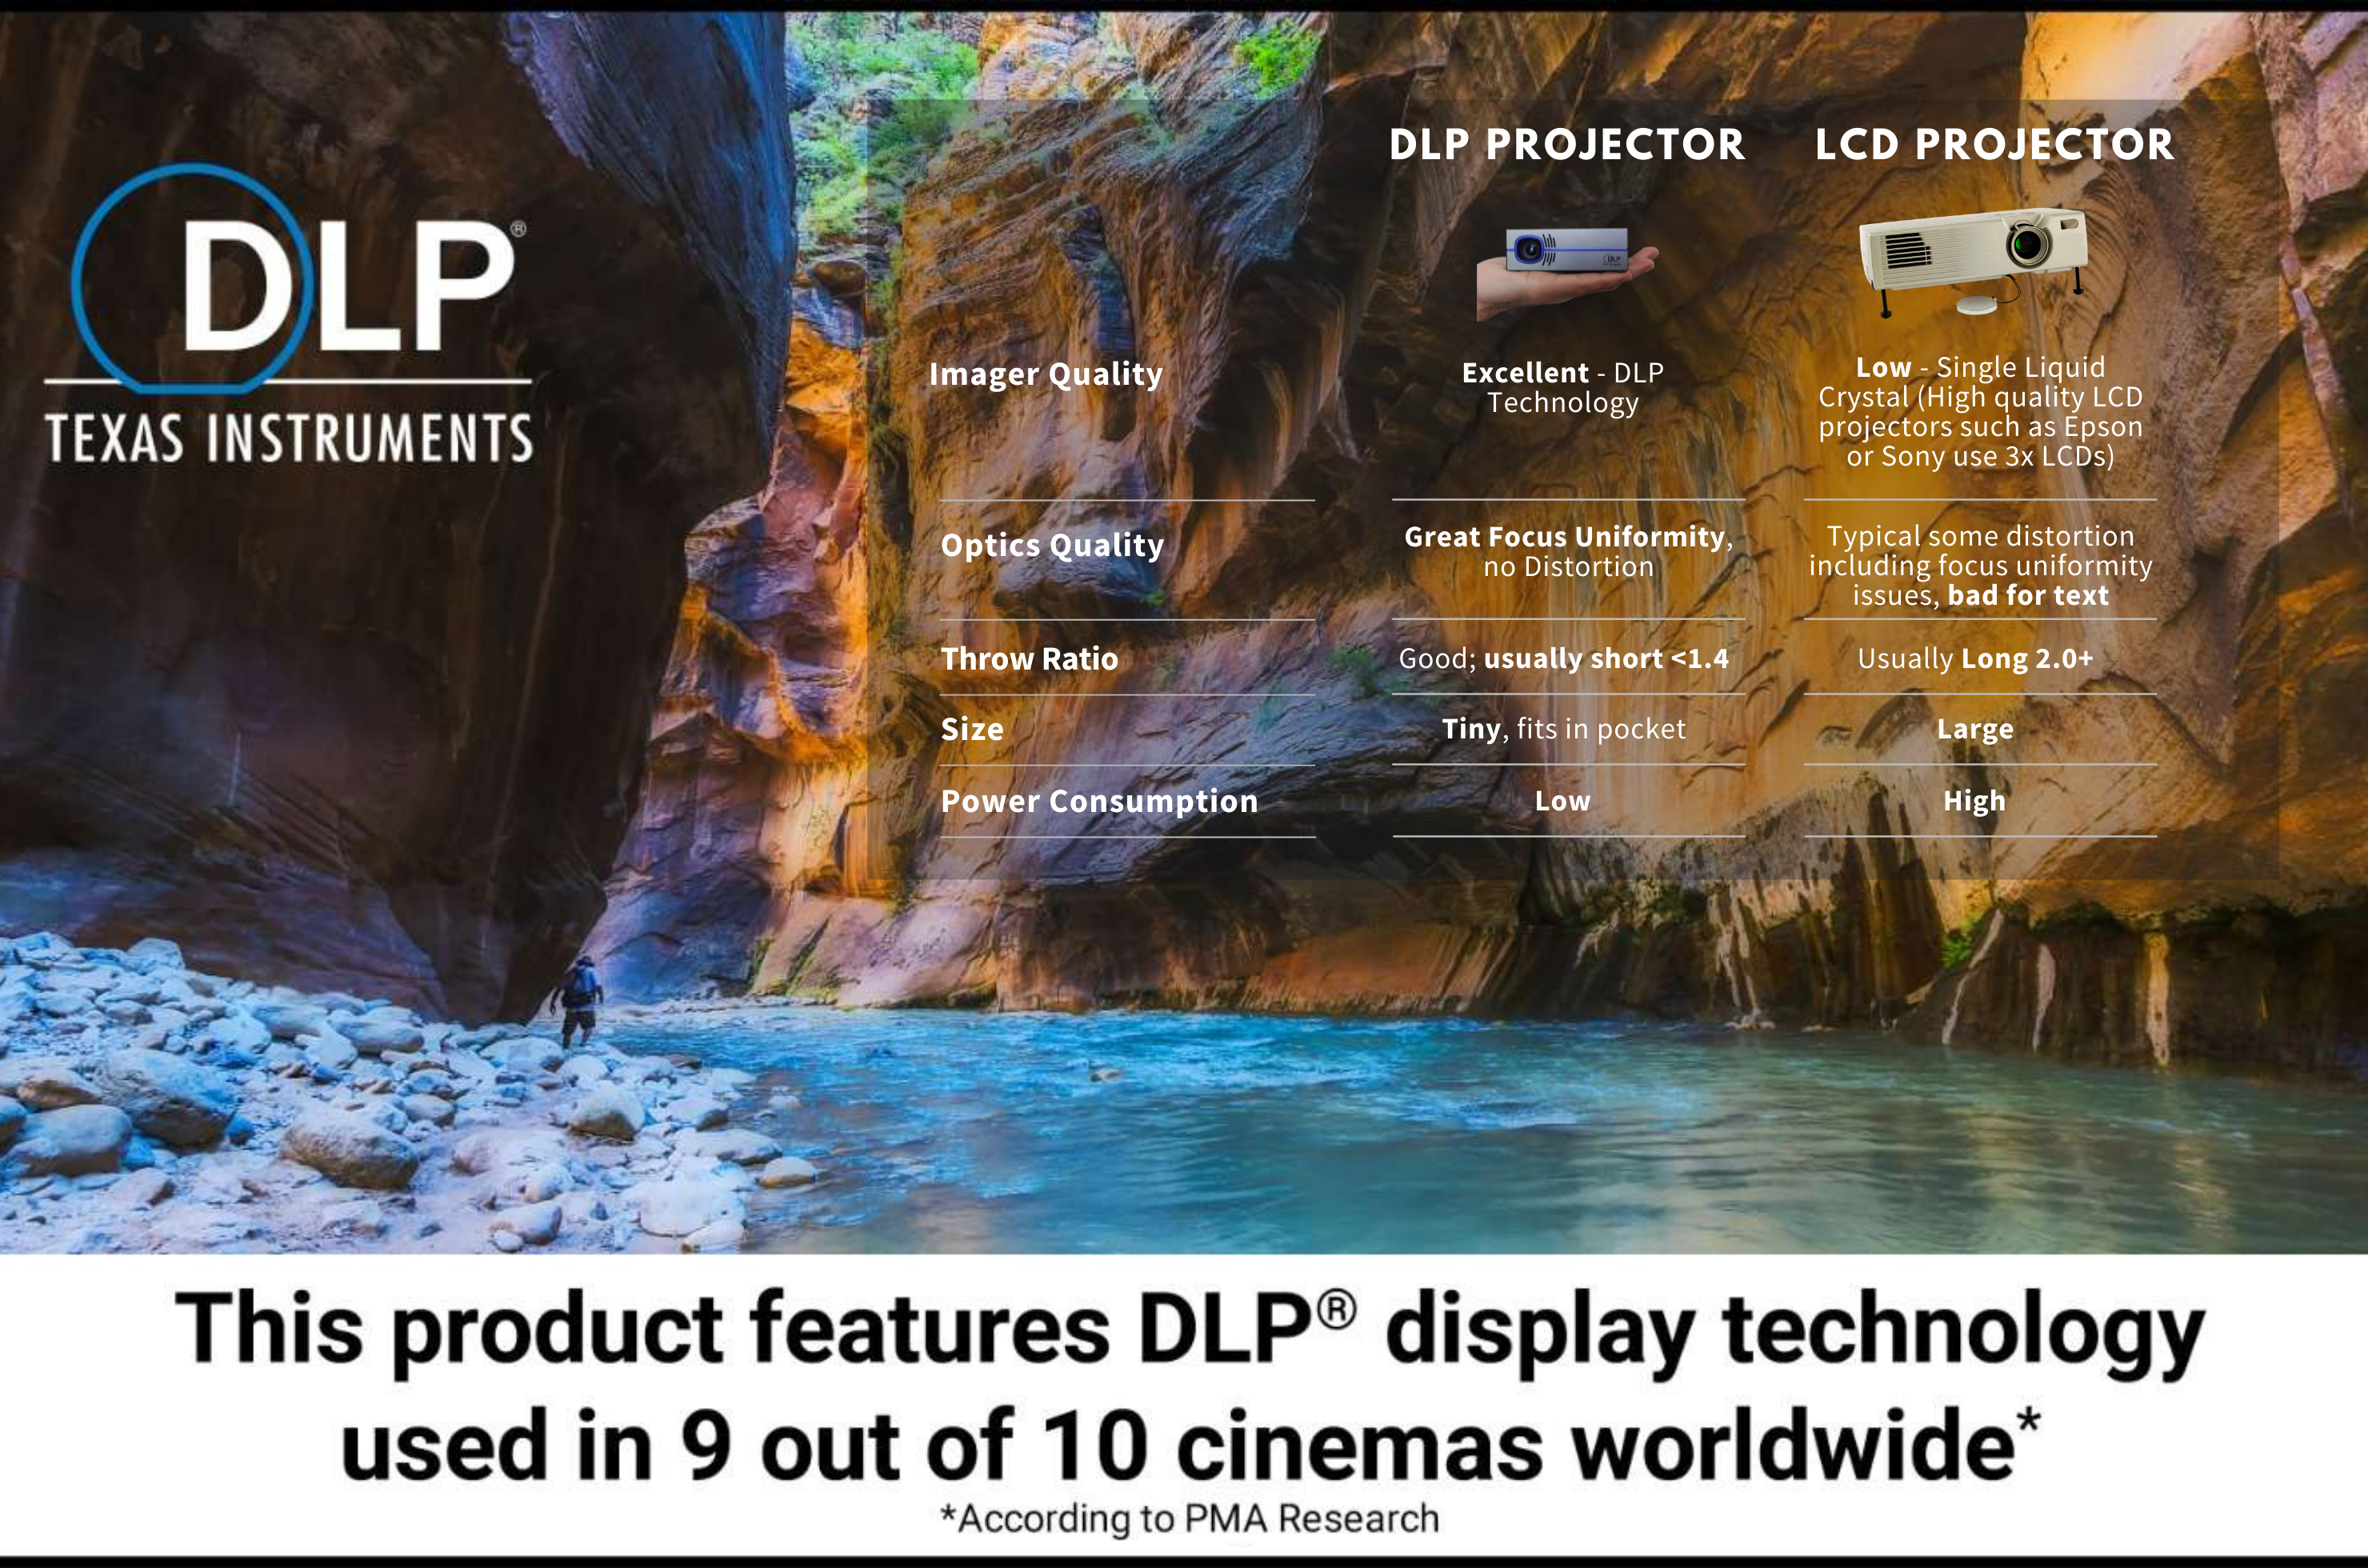 DLP®
TEXAS INSTRUMENTS
DLP PROJECTOR
LCD PROJECTOR
DLP
Imager Quality
Excellent - DLP
Technology
Low - Single Liquid
Crystal (High quality LCD
projectors such as Epson
or Sony use 3x LCDs)
Optics Quality
Great Focus Uniformity,
no Distortion
Typical some distortion
including focus uniformity
issues, bad for text
Throw Ratio
Good; usually short <1.4
Usually Long 2.0+
Size
Tiny, fits in pocket
Large
Power Consumption
Low
High
This product features DLP® display technology
used in 9 out of 10 cinemas worldwide*
*According to PMA Research